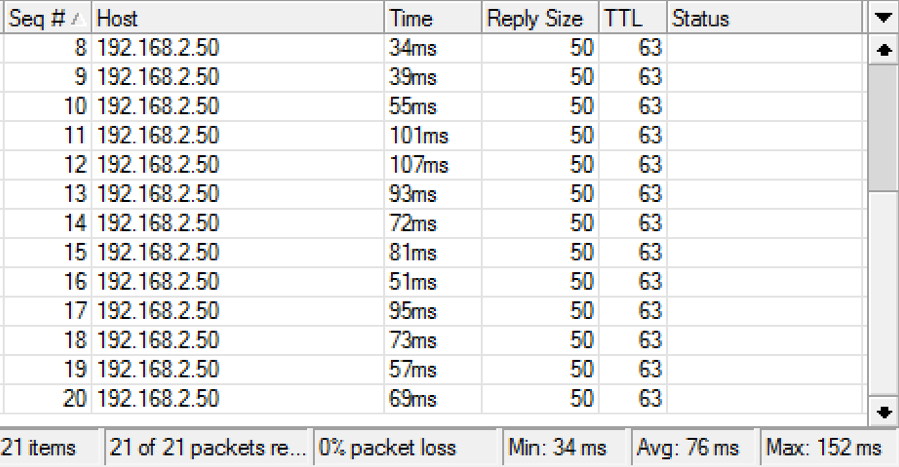 Seq # Host Time Reply Size TTL Status
8 192.168.2.50 34ms 50 63
9 192.168.2.50 39ms 50 63
10 192.168.2.50 55ms 50 63
11 192.168.2.50 101ms 50 63
12 192.168.2.50 107ms 50 63
13 192.168.2.50 93ms 50 63
14 192.168.2.50 72ms 50 63
15 192.168.2.50 81ms 50 63
16 192.168.2.50 51ms 50 63
17 192.168.2.50 95ms 50 63
18 192.168.2.50 73ms 50 63
19 192.168.2.50 57ms 50 63
20 192.168.2.50 69ms 50 63
21 items 21 of 21 packets re... 0% packet loss Min: 34 ms Avg: 76 ms Max: 152 ms